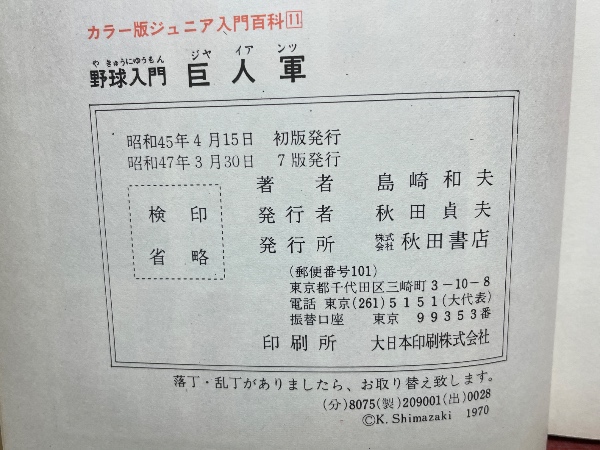 カラー版ジュニア入門百科11
や きゅうにゆうもん ジヤ イア ンツ
野球入門 巨人軍
昭和45年4月15日 初版発行
昭和47年3月30日 7版発行
検印
省略
著者 島崎和夫
発行者 秋田貞夫
発行所 株式会社 秋田書店
(郵便番号101)
東京都千代田区三崎町3-10-8
電話 東京(261)5151(大代表)
振替口座 東京 99353番
印刷所 大日本印刷株式会社
落丁・乱丁がありましたら、お取り替え致します。
(分)8075(製)209001(出)0028
©K. Shimazaki 1970